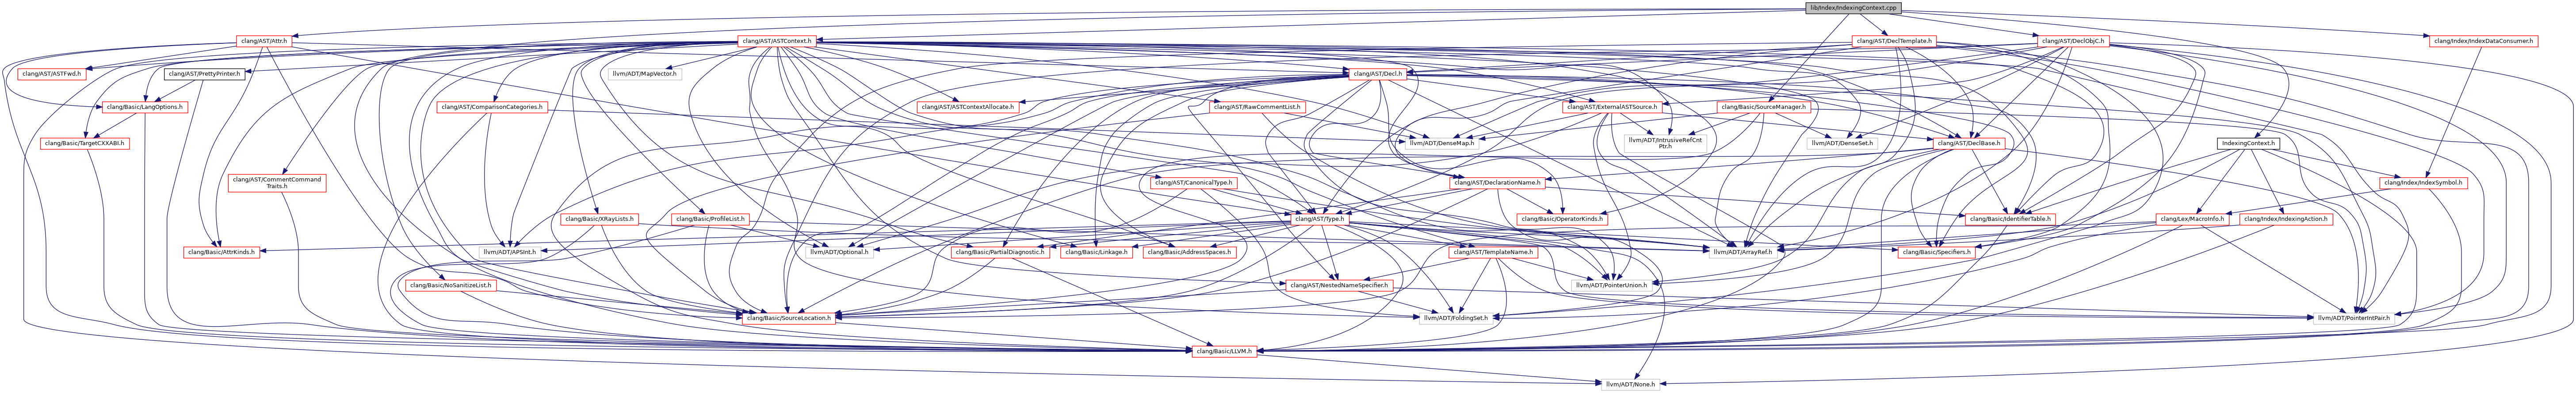 lib/Index/IndexingContext.cpp
clang/AST/Attr.h
clang/AST/ASTContext.h
clang/AST/DeclTemplate.h
clang/AST/DeclObjC.h
clang/Index/IndexDataConsumer.h
clang/AST/ASTFwd.h
clang/AST/PrettyPrinter.h
llvm/ADT/MapVector.h
clang/AST/Decl.h
clang/Basic/LangOptions.h
clang/AST/ComparisonCategories.h
clang/AST/ASTContextAllocate.h
clang/AST/RawCommentList.h
clang/AST/ExternalASTSource.h
clang/Basic/SourceManager.h
clang/Basic/TargetCXXABI.h
llvm/ADT/DenseMap.h
llvm/ADT/IntrusiveRefCnt
Ptr.h
llvm/ADT/DenseSet.h
clang/AST/DeclBase.h
IndexingContext.h
clang/AST/CommentCommand
Traits.h
clang/AST/CanonicalType.h
clang/AST/DeclarationName.h
clang/Index/IndexSymbol.h
clang/Basic/XRayLists.h
clang/Basic/ProfileList.h
clang/AST/Type.h
clang/Basic/OperatorKinds.h
clang/Basic/IdentifierTable.h
clang/Lex/MacroInfo.h
clang/Index/IndexingAction.h
clang/Basic/AttrKinds.h
llvm/ADT/APSInt.h
llvm/ADT/Optional.h
clang/Basic/PartialDiagnostic.h
clang/Basic/Linkage.h
clang/Basic/AddressSpaces.h
clang/AST/TemplateName.h
llvm/ADT/ArrayRef.h
clang/Basic/Specifiers.h
clang/Basic/NoSanitizeList.h
clang/AST/NestedNameSpecifier.h
llvm/ADT/PointerUnion.h
clang/Basic/SourceLocation.h
llvm/ADT/FoldingSet.h
llvm/ADT/PointerIntPair.h
clang/Basic/LLVM.h
llvm/ADT/None.h